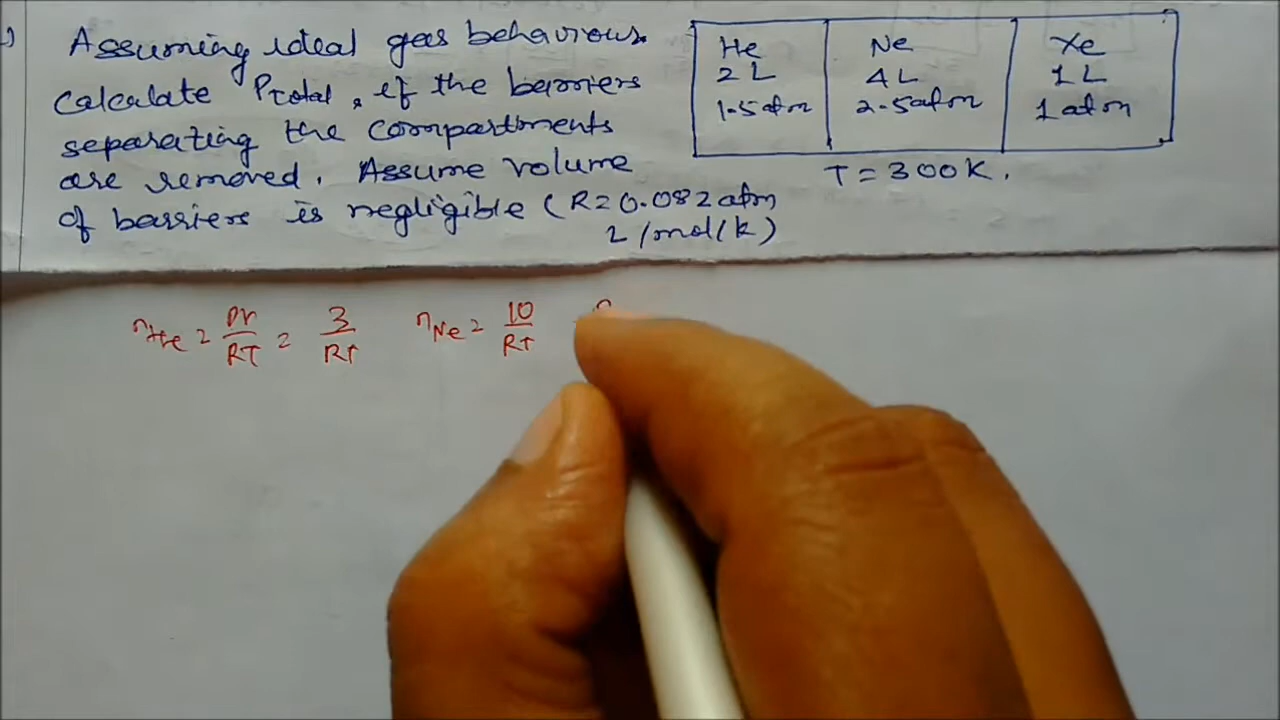 Assuming ideal gas behaviour.
Calculate Ptotal, if the barriers
separating the compartments
are removed. Assume volume
of barriers is negligible (R=0.082 atm
L/mol/k)
He
2 L
1.5 atm
Ne
4 L
2.5 atm
Xe
1 L
1 atm
T = 300 K.
nHe = PV/RT = 3/RT nNe = 10/RT